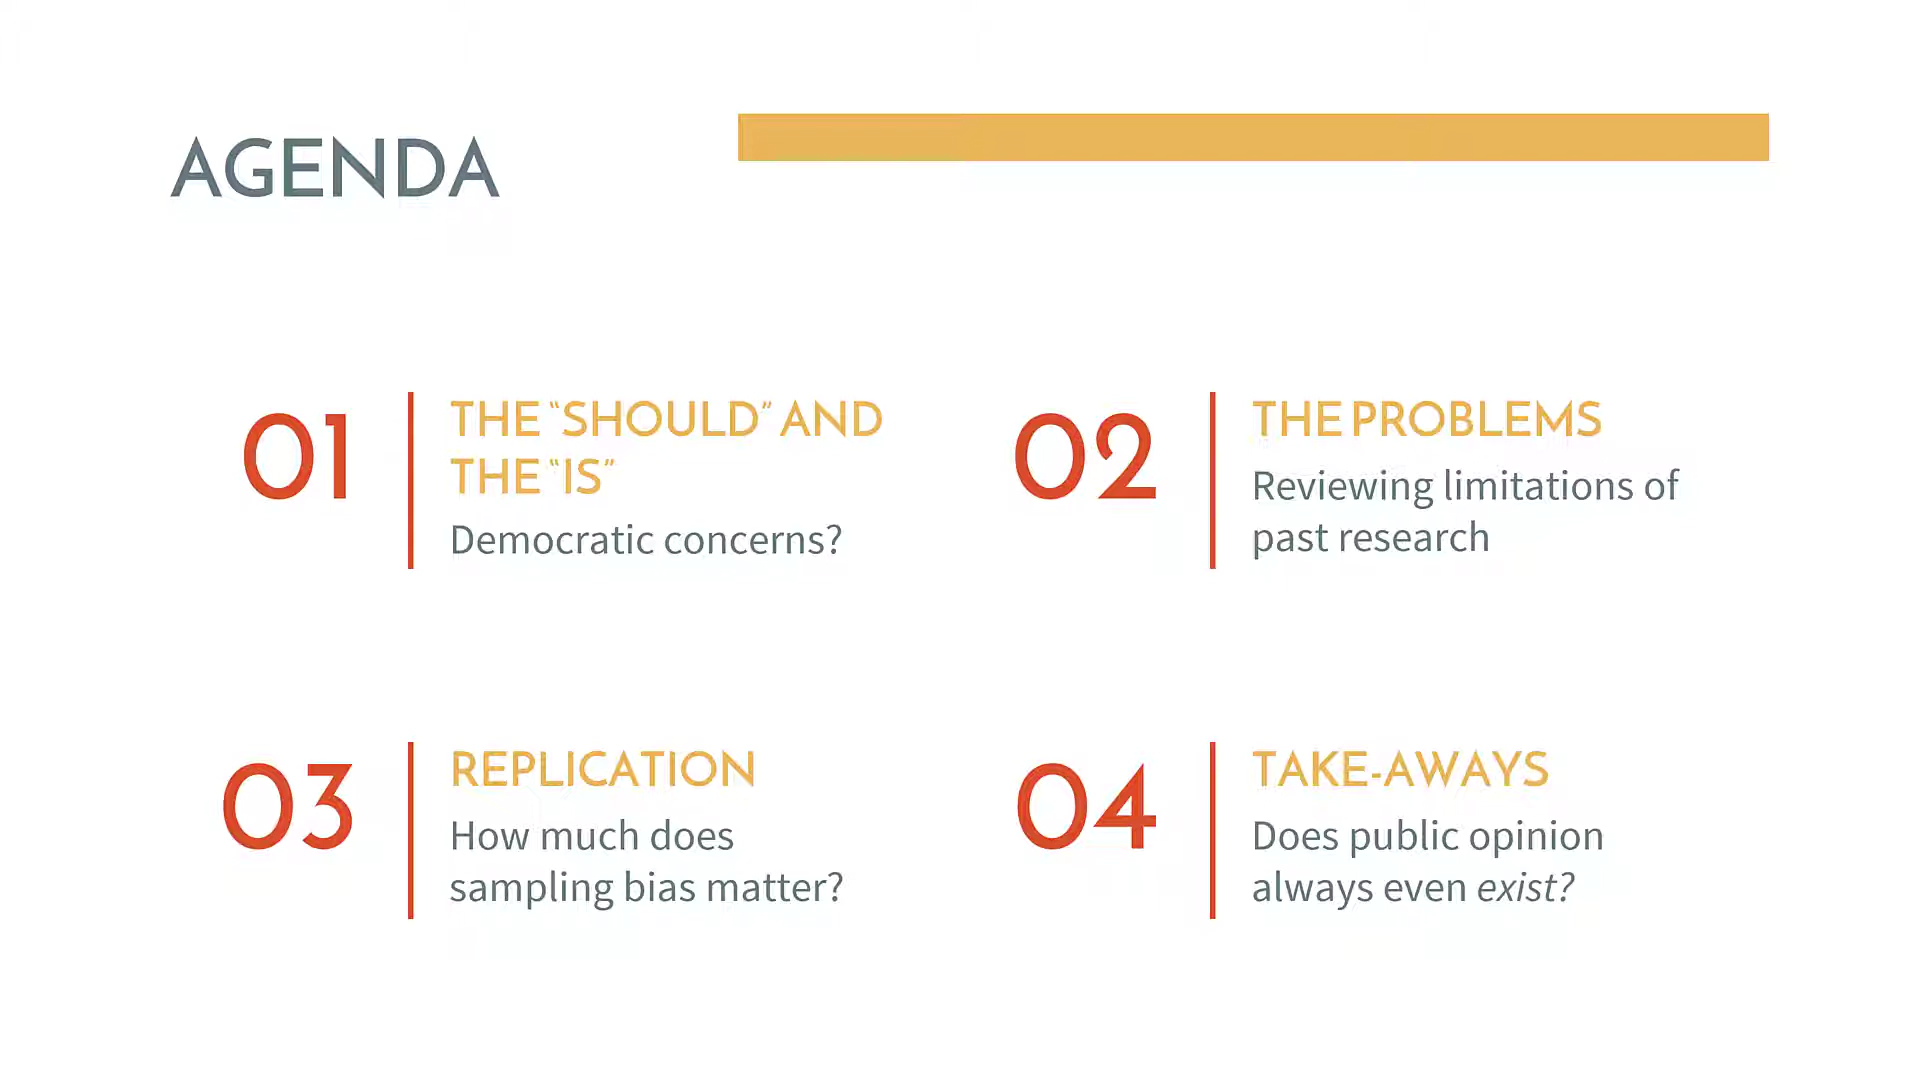 AGENDA
01
THE “SHOULD” AND
THE “IS”
Democratic concerns?
02
THE PROBLEMS
Reviewing limitations of
past research
03
REPLICATION
How much does
sampling bias matter?
04
TAKE-AWAYS
Does public opinion
always even exist?